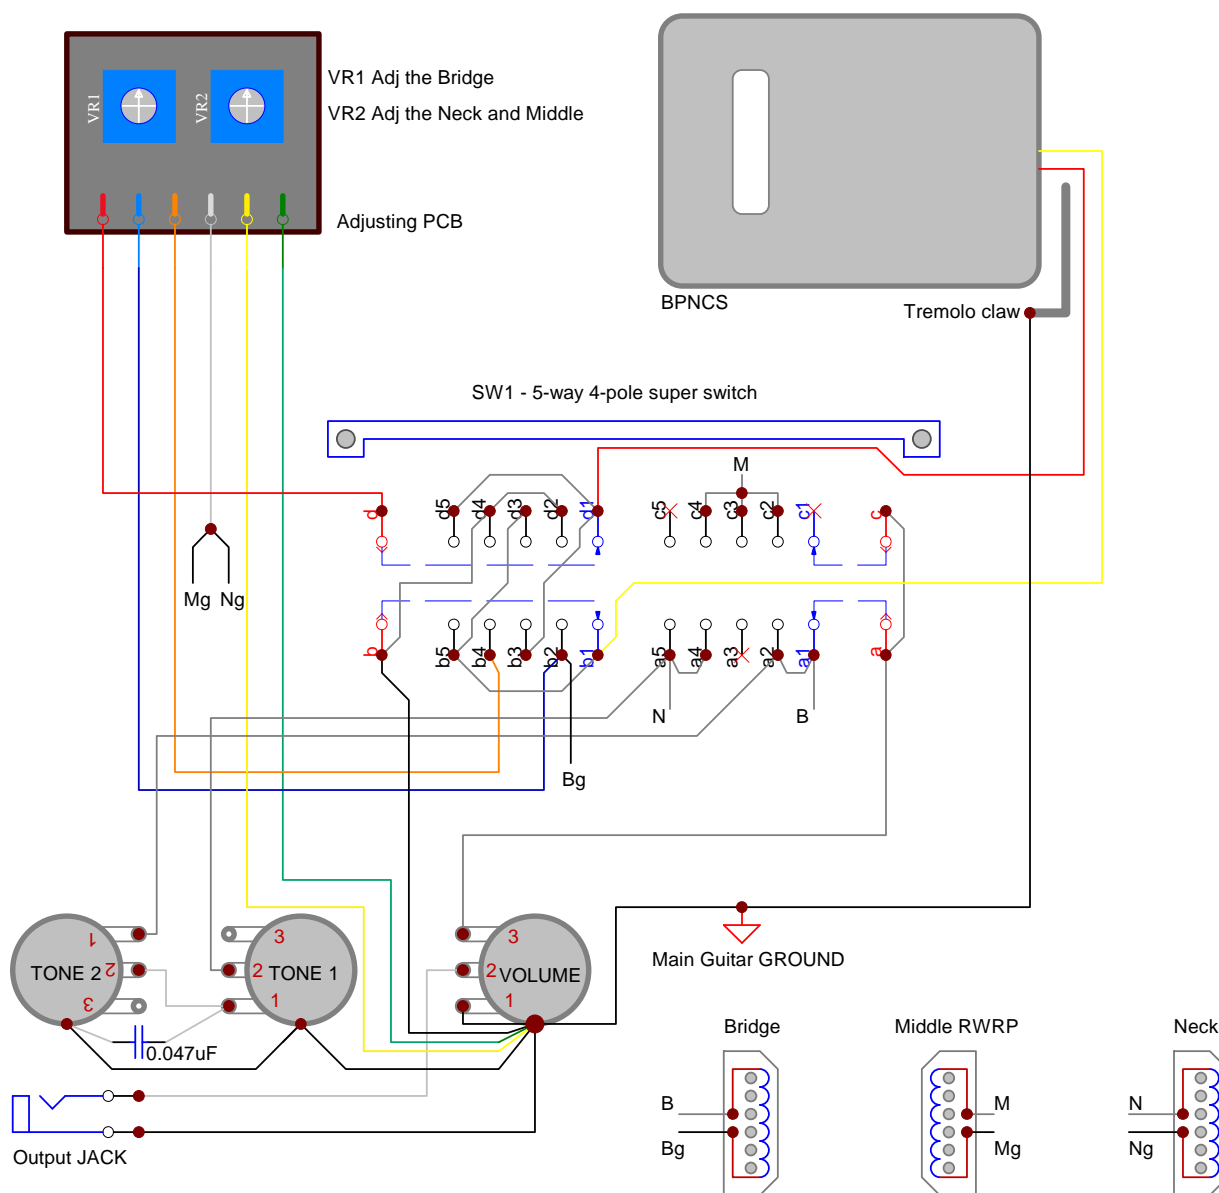 VR1
VR2
VR1 Adj the Bridge
VR2 Adj the Neck and Middle
Adjusting PCB
BPNCS
Tremolo claw
SW1 - 5-way 4-pole super switch
M
d
d5
d4
d3
d2
d1
c5
c4
c3
c2
c1
c
Mg
Ng
b
b5
b4
b3
b2
b1
a5
a4
a3
a2
a1
a
N
B
Bg
1
2
3
TONE 2
3
2
1
TONE 1
3
2
1
VOLUME
0.047uF
Main Guitar GROUND
Output JACK
Bridge
Middle RWRP
Neck
B
Bg
M
Mg
N
Ng